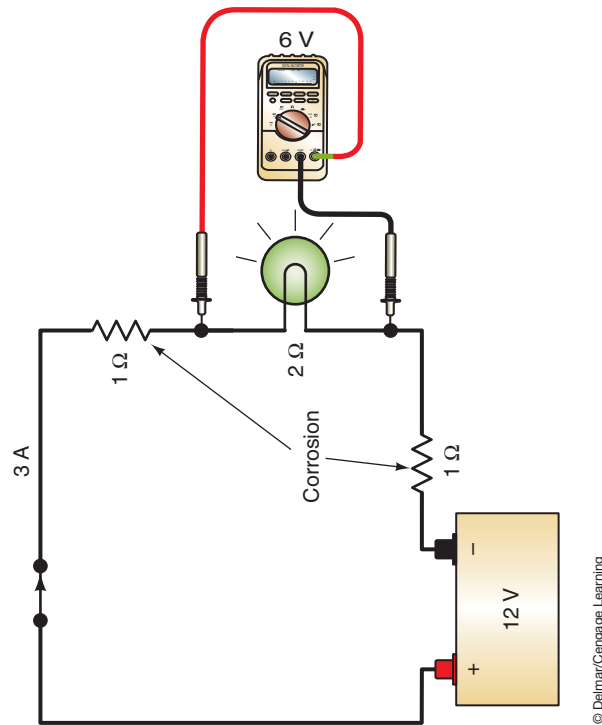 6 V
3 A
1 Ω
2 Ω
Corrosion
1 Ω
12 V
+
−
© Delmar/Cengage Learning